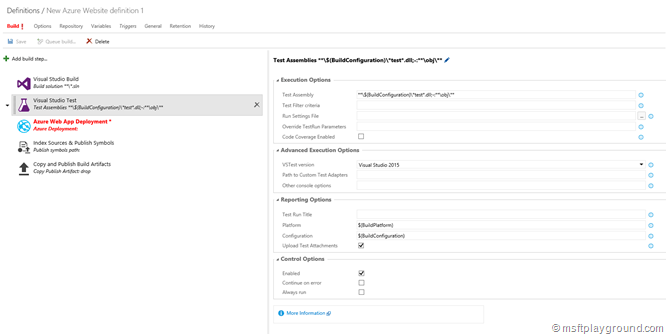 Definitions / New Azure Website definition 1
Build ! Options Repository Variables Triggers General Retention History
Save Queue build... Delete
Add build step...
Visual Studio Build
Build solution **\*.sln
Visual Studio Test
Test Assemblies **\$(BuildConfiguration)\*test*.dll;-:**\obj\**
Azure Web App Deployment *
Azure Deployment:
Index Sources & Publish Symbols
Publish symbols path:
Copy and Publish Build Artifacts
Copy Publish Artifact: drop
Test Assemblies **\$(BuildConfiguration)\*test*.dll;-:**\obj\**
Execution Options
Test Assembly **\$(BuildConfiguration)\*test*.dll;-:**\obj\**
Test Filter criteria
Run Settings File ...
Override TestRun Parameters
Code Coverage Enabled
Advanced Execution Options
VSTest version Visual Studio 2015
Path to Custom Test Adapters
Other console options
Reporting Options
Test Run Title
Platform $(BuildPlatform)
Configuration $(BuildConfiguration)
Upload Test Attachments
Control Options
Enabled
Continue on error
Always run
More Information
© msftplayground.com